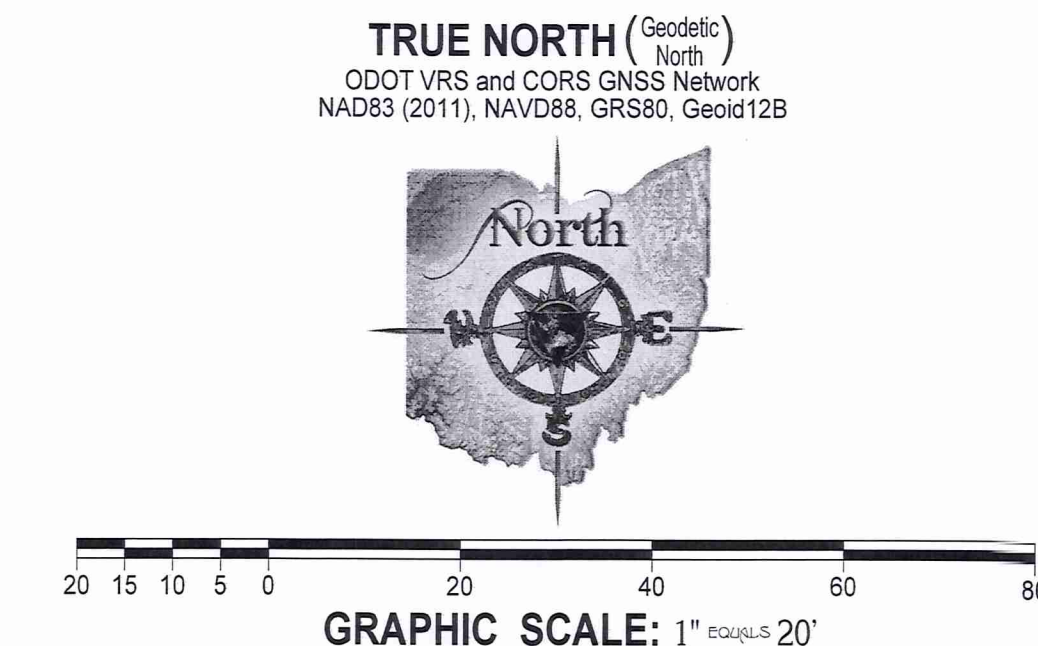 TRUE NORTH (Geodetic North)
ODOT VRS and CORS GNSS Network
NAD83 (2011), NAVD88, GRS80, Geoid12B
North
W E
S
20 15 10 5 0 20 40 60 80
GRAPHIC SCALE: 1" EQUALS 20'